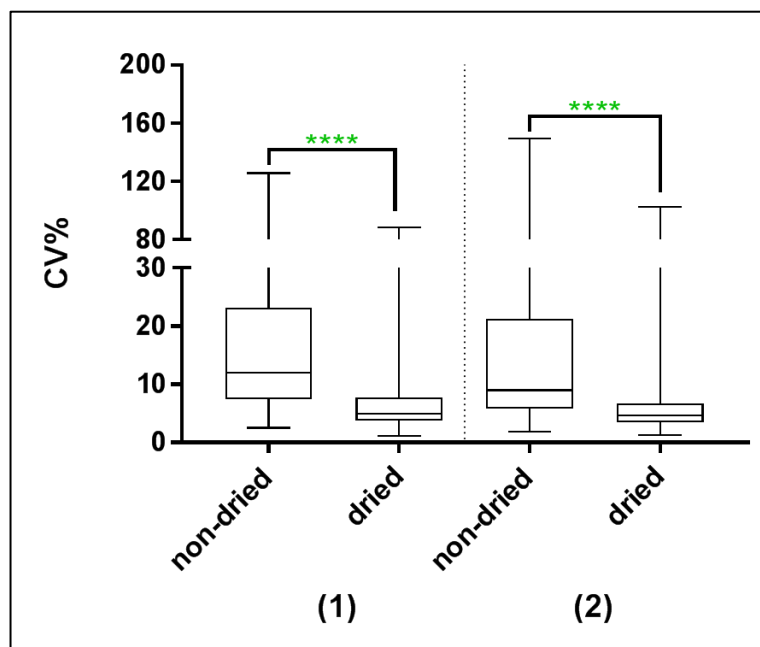 CV%
200
160
120
80
30
20
10
0
****
****
non-dried
dried
non-dried
dried
(1)
(2)